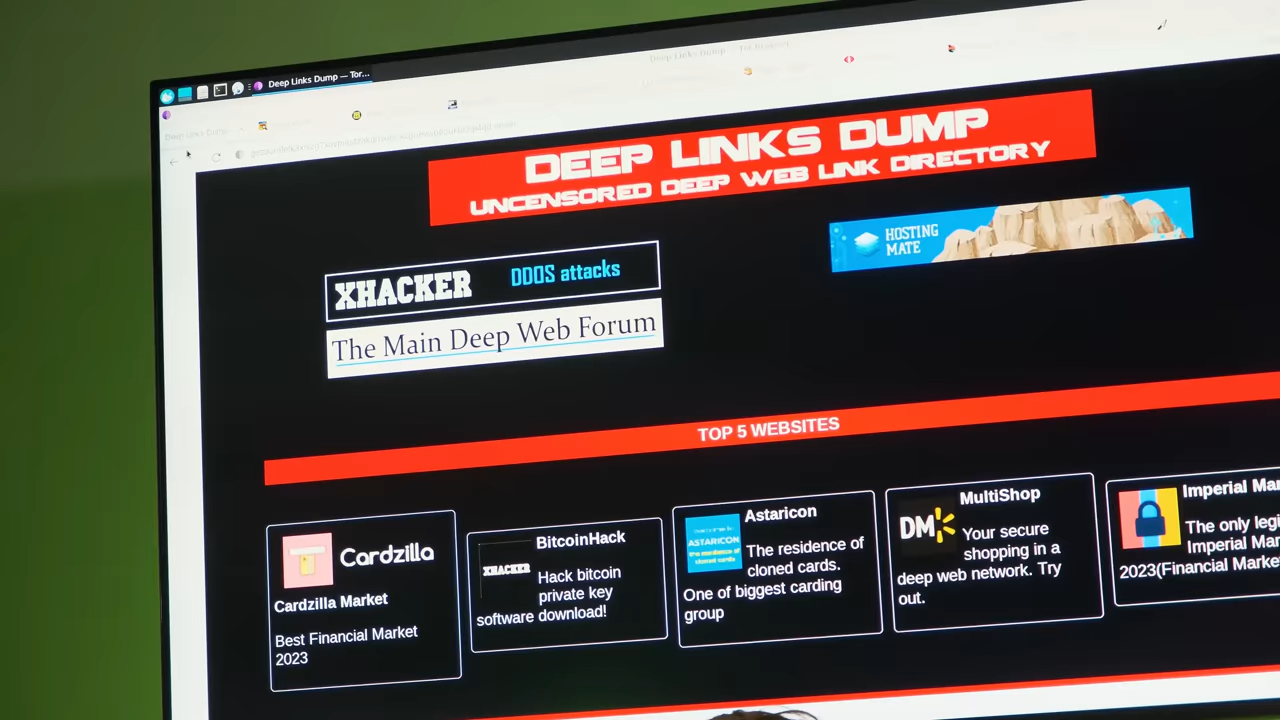 Deep Links Dump — Tor...
DEEP LINKS DUMP
UNCENSORED DEEP WEB LINK DIRECTORY
HOSTING
MATE
XHACKER DDOS attacks
The Main Deep Web Forum
TOP 5 WEBSITES
Cardzilla
Cardzilla Market
Best Financial Market
2023
BitcoinHack
XHACKER
Hack bitcoin
private key
software download!
Astaricon
ASTARICON
The residence of
cloned cards.
One of biggest carding
group
MultiShop
DM
Your secure
shopping in a
deep web network. Try
out.
Imperial Mar
The only legi
Imperial Mar
2023(Financial Marke